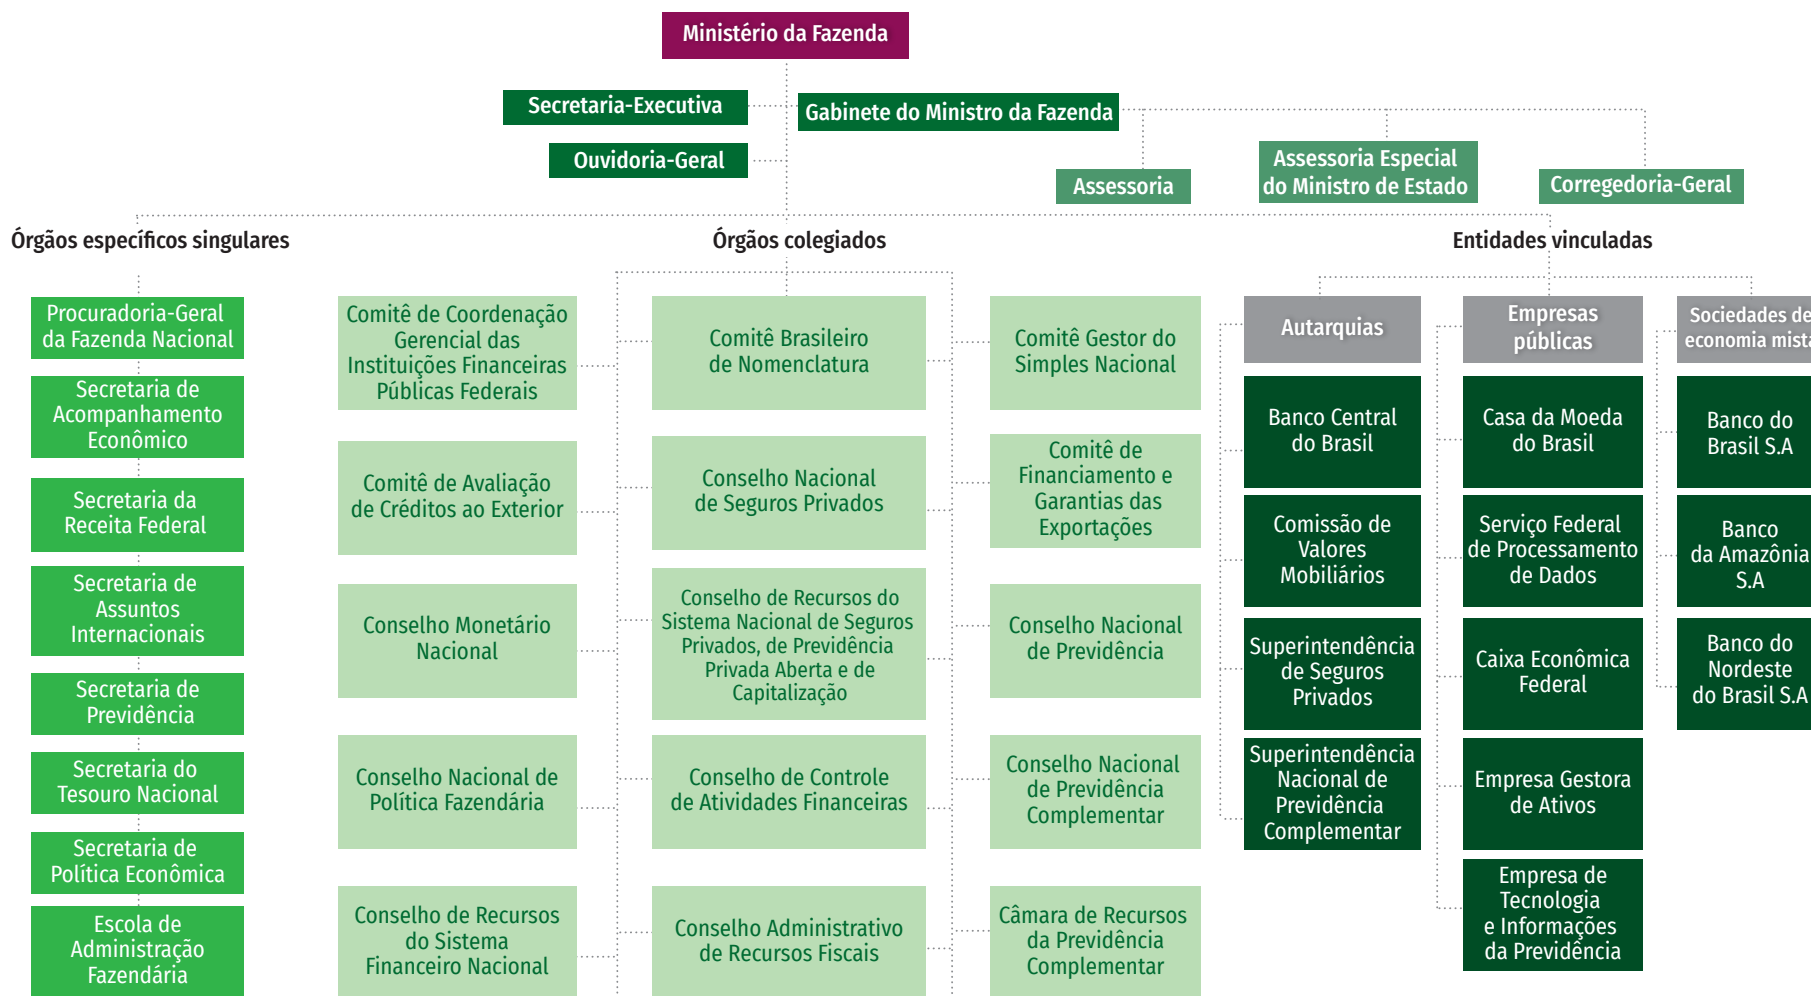 Ministério da Fazenda
Secretaria-Executiva
Gabinete do Ministro da Fazenda
Ouvidoria-Geral
Assessoria
Assessoria Especial
do Ministro de Estado
Corregedoria-Geral
Órgãos específicos singulares
Procuradoria-Geral
da Fazenda Nacional
Secretaria de
Acompanhamento
Econômico
Secretaria da
Receita Federal
Secretaria de
Assuntos
Internacionais
Secretaria de
Previdência
Secretaria do
Tesouro Nacional
Secretaria de
Política Econômica
Escola de
Administração
Fazendária
Órgãos colegiados
Comitê de Coordenação
Gerencial das
Instituições Financeiras
Públicas Federais
Comitê de Avaliação
de Créditos ao Exterior
Conselho Monetário
Nacional
Conselho Nacional de
Política Fazendária
Conselho de Recursos
do Sistema
Financeiro Nacional
Comitê Brasileiro
de Nomenclatura
Conselho Nacional
de Seguros Privados
Conselho de Recursos do
Sistema Nacional de Seguros
Privados, de Previdência
Privada Aberta e de
Capitalização
Conselho de Controle
de Atividades Financeiras
Conselho Administrativo
de Recursos Fiscais
Comitê Gestor do
Simples Nacional
Comitê de
Financiamento e
Garantias das
Exportações
Conselho Nacional
de Previdência
Conselho Nacional
de Previdência
Complementar
Câmara de Recursos
da Previdência
Complementar
Entidades vinculadas
Autarquias
Banco Central
do Brasil
Comissão de
Valores
Mobiliários
Superintendência
de Seguros
Privados
Superintendência
Nacional de
Previdência
Complementar
Empresas
públicas
Casa da Moeda
do Brasil
Serviço Federal
de Processamento
de Dados
Caixa Econômica
Federal
Empresa Gestora
de Ativos
Empresa de
Tecnologia
e Informações
da Previdência
Sociedades de
economia mista
Banco do
Brasil S.A
Banco
da Amazônia
S.A
Banco do
Nordeste
do Brasil S.A